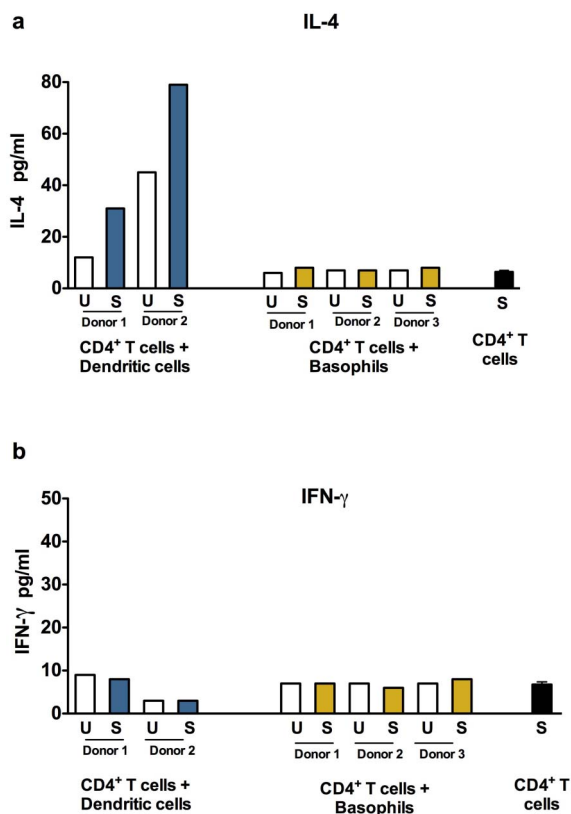 a
IL-4
80
60
40
20
0
IL-4 pg/ml
U S U S U S U S U S S
Donor 1 Donor 2 Donor 1 Donor 2 Donor 3
CD4⁺ T cells + CD4⁺ T cells + CD4⁺ T
Dendritic cells Basophils cells
b
IFN-γ
50
40
30
20
10
0
IFN-γ pg/ml
U S U S U S U S U S S
Donor 1 Donor 2 Donor 1 Donor 2 Donor 3
CD4⁺ T cells + CD4⁺ T cells + CD4⁺ T
Dendritic cells Basophils cells